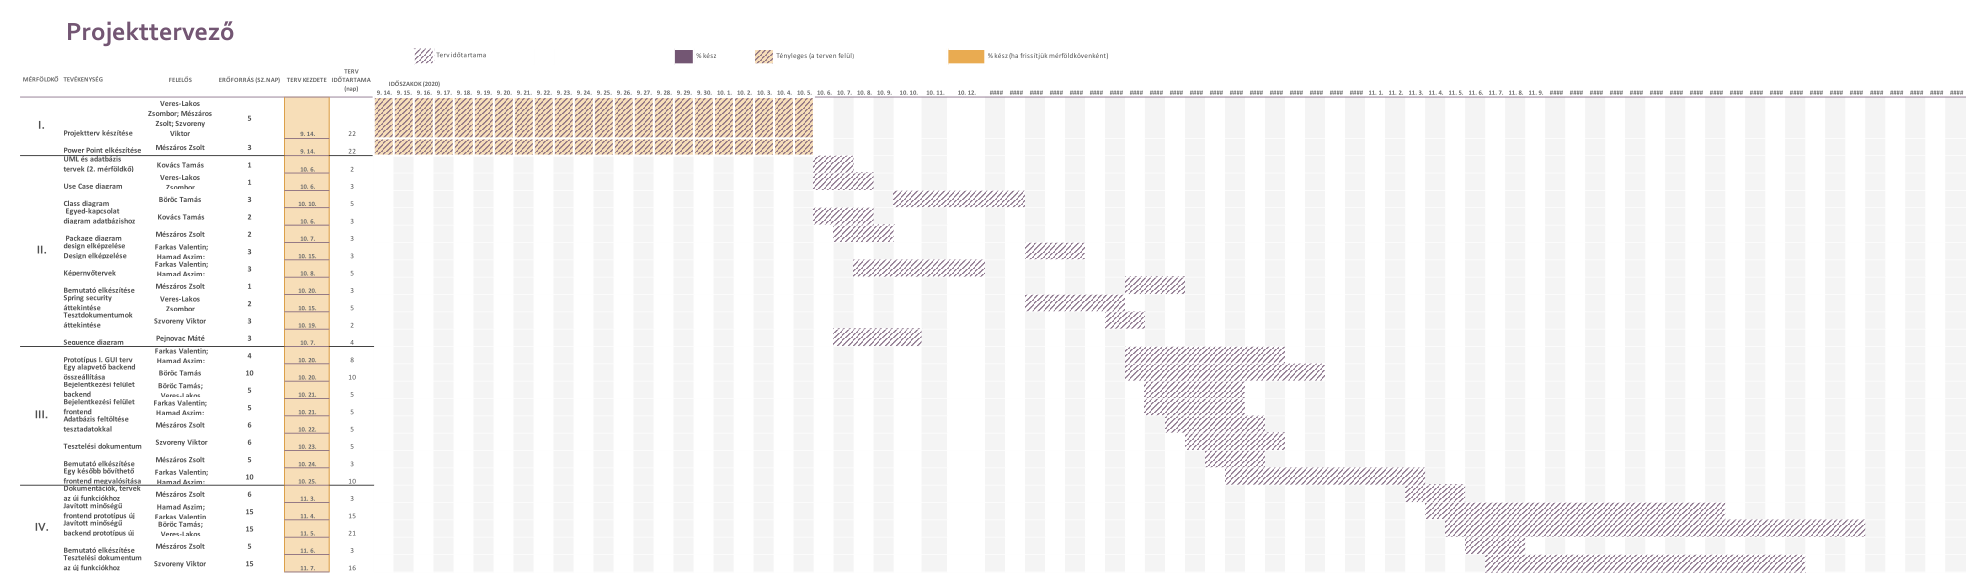 Projekttervező
Terv időtartama
% kész
Tényleges (a terven felül)
% kész (ha frissítjük mérföldkövenként)
MÉRFÖLDKŐ TEVÉKENYSÉG FELELŐS ERŐFORRÁS (SZ.NAP) TERV KEZDETE TERV IDŐTARTAMA (nap)
IDŐSZAKOK (2020)
9. 14. 9. 15. 9. 16. 9. 17. 9. 18. 9. 19. 9. 20. 9. 21. 9. 22. 9. 23. 9. 24. 9. 25. 9. 26. 9. 27. 9. 28. 9. 29. 9. 30. 10. 1. 10. 2. 10. 3. 10. 4. 10. 5. 10. 6. 10. 7. 10. 8. 10. 9. 10. 10. 10. 11. 10. 12. #### #### #### #### #### #### #### #### #### #### #### #### #### #### #### #### #### #### #### 11. 1. 11. 2. 11. 3. 11. 4. 11. 5. 11. 6. 11. 7. 11. 8. 11. 9. #### #### #### #### #### #### #### #### #### #### #### #### #### #### #### #### #### #### #### #### ####
I.
Projektterv készítése Veres-Lakos Zsombor; Mészáros Zsolt; Szvoreny Viktor 5 9. 14. 22
Power Point elkészítése Mészáros Zsolt 3 9. 14. 22
II.
UML és adatbázis tervek (2. mérföldkő) Kovács Tamás 1 10. 6. 2
Use Case diagram Veres-Lakos Zsombor 1 10. 6. 3
Class diagram Böröc Tamás 3 10. 10. 5
Egyed-kapcsolat diagram adatbázishoz Kovács Tamás 2 10. 6. 3
Package diagram Mészáros Zsolt 2 10. 7. 3
design elképzelése Design elképzelése Farkas Valentin; Hamad Aszim; 3 10. 15. 3
Képernyőtervek Farkas Valentin; Hamad Aszim; 3 10. 8. 5
Bemutató elkészítése Mészáros Zsolt 1 10. 20. 3
Spring security áttekintése Veres-Lakos Zsombor 2 10. 15. 5
Tesztdokumentumok áttekintése Szvoreny Viktor 3 10. 19. 2
Sequence diagram Pejnovac Máté 3 10. 7. 4
III.
Prototípus I. GUI terv Farkas Valentin; Hamad Aszim; 4 10. 20. 8
Egy alapvető backend összeállítása Böröc Tamás 10 10. 20. 10
Bejelentkezési felület backend Böröc Tamás; Veres-Lakos 5 10. 21. 5
Bejelentkezési felület frontend Farkas Valentin; Hamad Aszim; 5 10. 21. 5
Adatbázis feltöltése tesztadatokkal Mészáros Zsolt 6 10. 22. 5
Tesztelési dokumentum Szvoreny Viktor 6 10. 23. 5
Bemutató elkészítése Mészáros Zsolt 5 10. 24. 3
Egy később bővíthető frontend megvalósítása Farkas Valentin; Hamad Aszim; 10 10. 25. 10
IV.
Dokumentációk, tervek az új funkciókhoz Mészáros Zsolt 6 11. 3. 3
Javított minőségű frontend prototípus új Hamad Aszim; Farkas Valentin 15 11. 4. 15
Javított minőségű backend prototípus új Böröc Tamás; Veres-Lakos 15 11. 5. 21
Bemutató elkészítése Mészáros Zsolt 5 11. 6. 3
Tesztelési dokumentum az új funkciókhoz Szvoreny Viktor 15 11. 7. 16